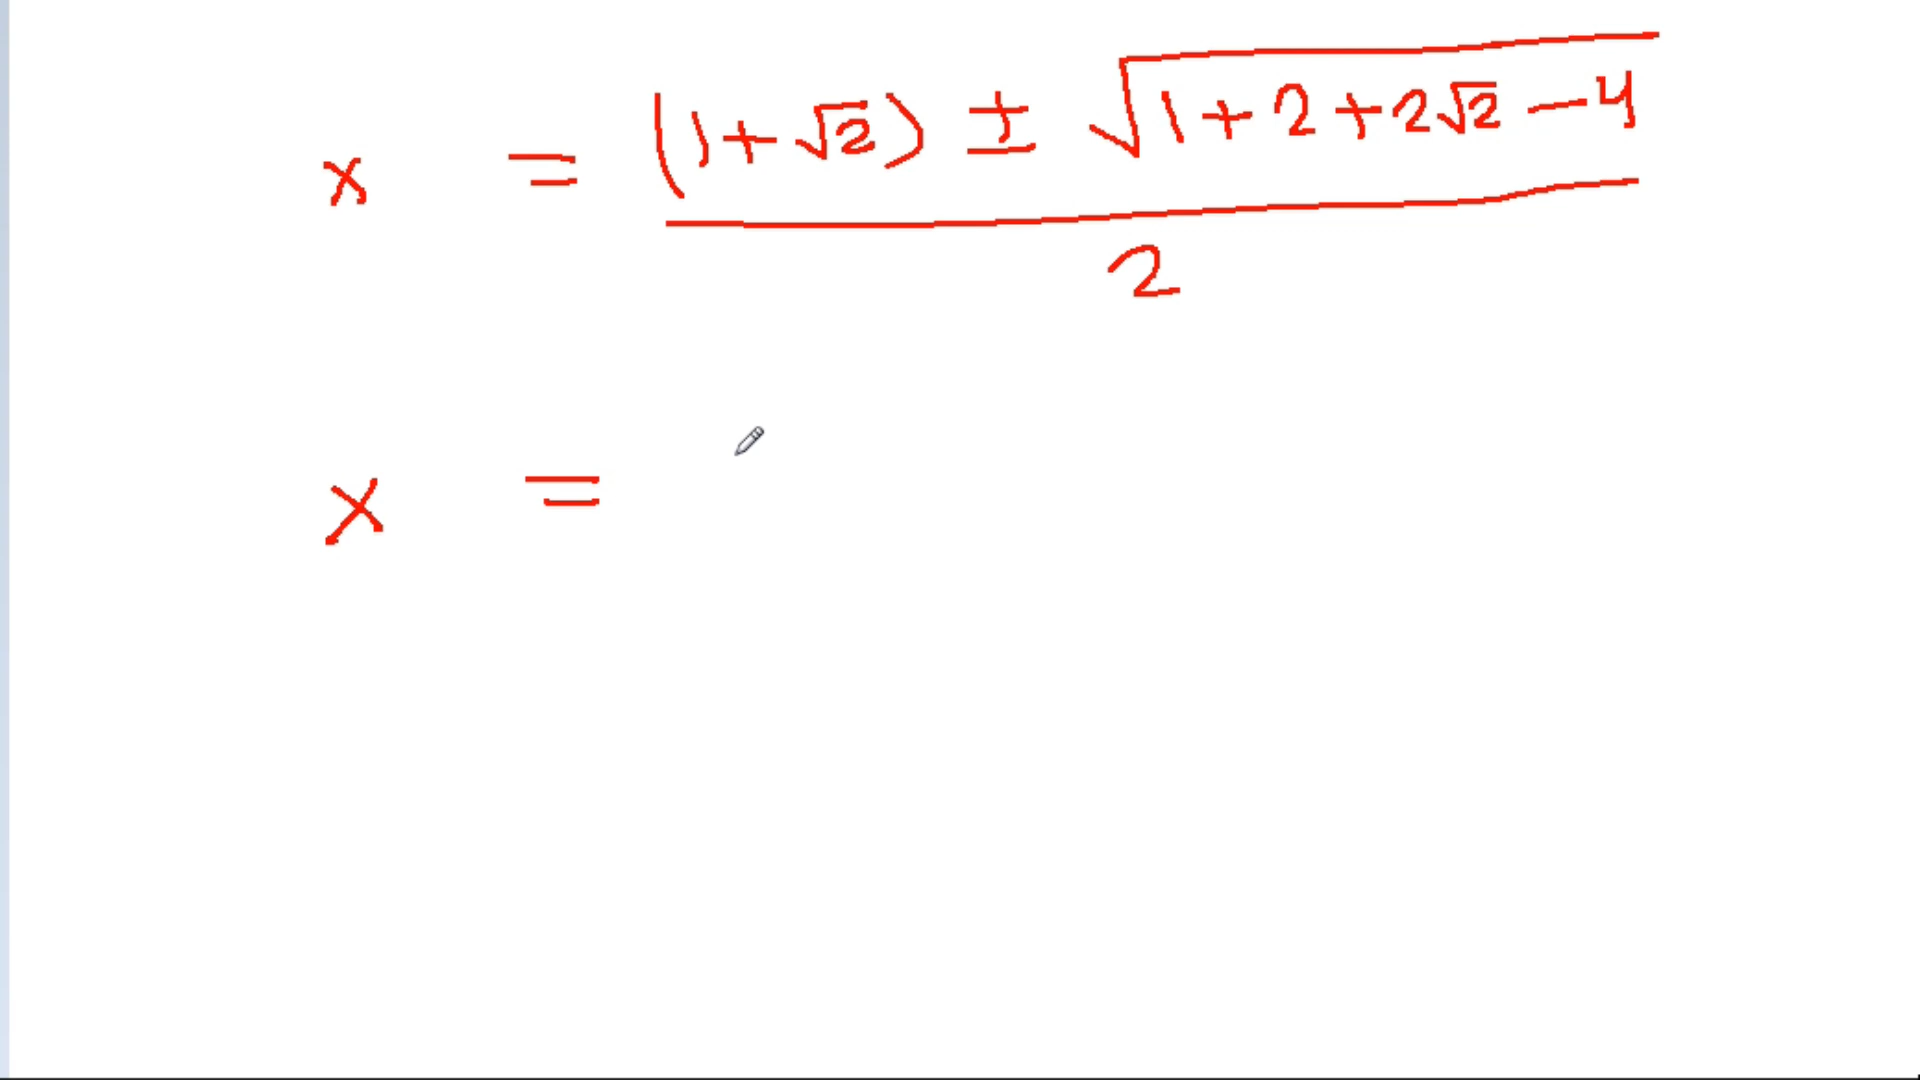 x = (1+√2) ± √(1+2+2√2−4) / 2
x =